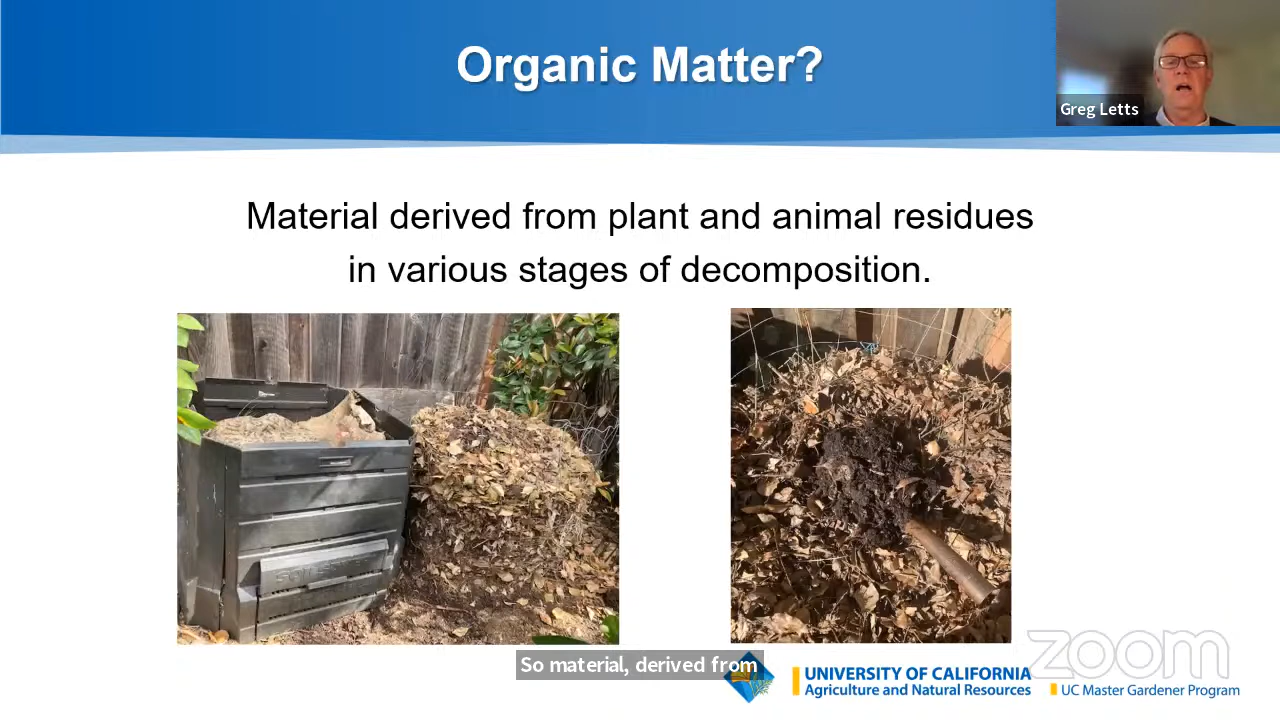 Organic Matter?
Greg Letts
Material derived from plant and animal residues
in various stages of decomposition.
So material, derived from
UNIVERSITY OF CALIFORNIA
Agriculture and Natural Resources
UC Master Gardener Program
zoom